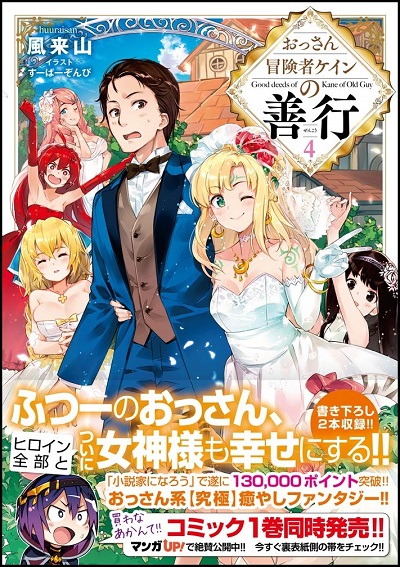 huuraisan
風来山
イラスト
すーぱーぞんび
おっさん
冒険者ケイン
Good deeds of Kane of Old Guy
の
善行
ぜんこう
4
ふつーのおっさん、
ヒロイン全部と
ついに女神様も幸せにする!!
書き下ろし
2本収録!!
「小説家になろう」で遂に130,000ポイント突破!!
おっさん系【究極】癒やしファンタジー!!
買わな
あかんで!!
コミック1巻同時発売!!
マンガUP!で絶賛公開中!! 今すぐ裏表紙側の帯をチェック!!